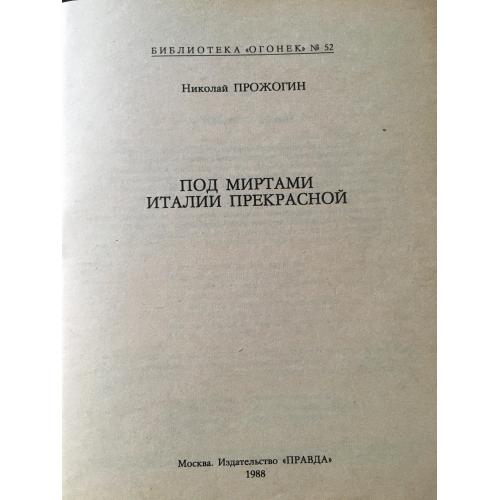 БИБЛИОТЕКА «ОГОНЕК» № 52
Николай ПРОЖОГИН
ПОД МИРТАМИ
ИТАЛИИ ПРЕКРАСНОЙ
Москва. Издательство «ПРАВДА»
1988